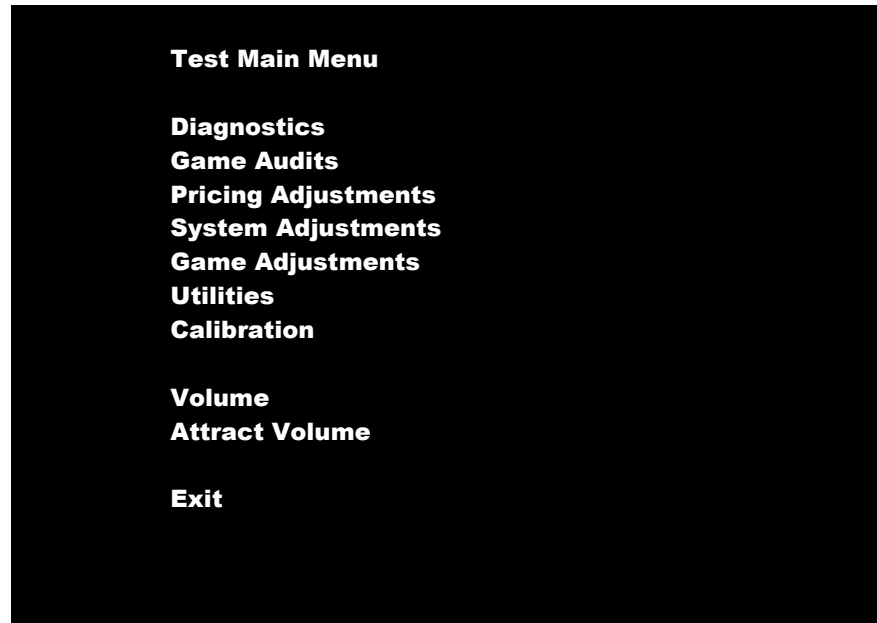 Test Main Menu
Diagnostics
Game Audits
Pricing Adjustments
System Adjustments
Game Adjustments
Utilities
Calibration
Volume
Attract Volume
Exit